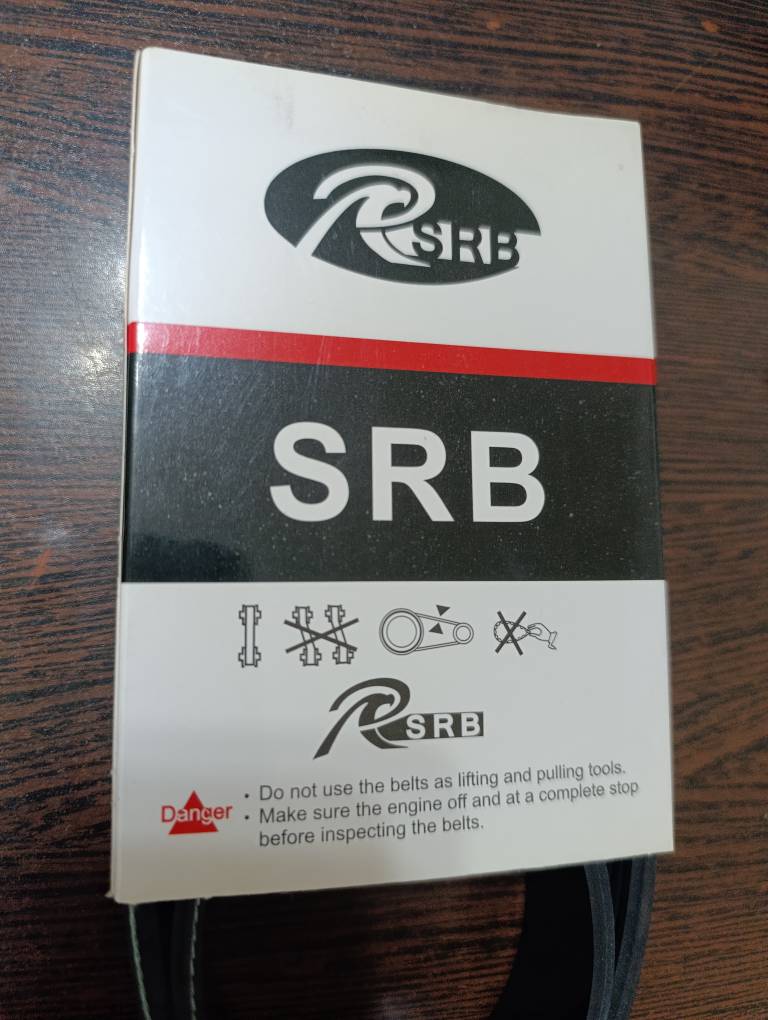 SRB
SRB
SRB
Danger
• Do not use the belts as lifting and pulling tools.
• Make sure the engine off and at a complete stop
before inspecting the belts.